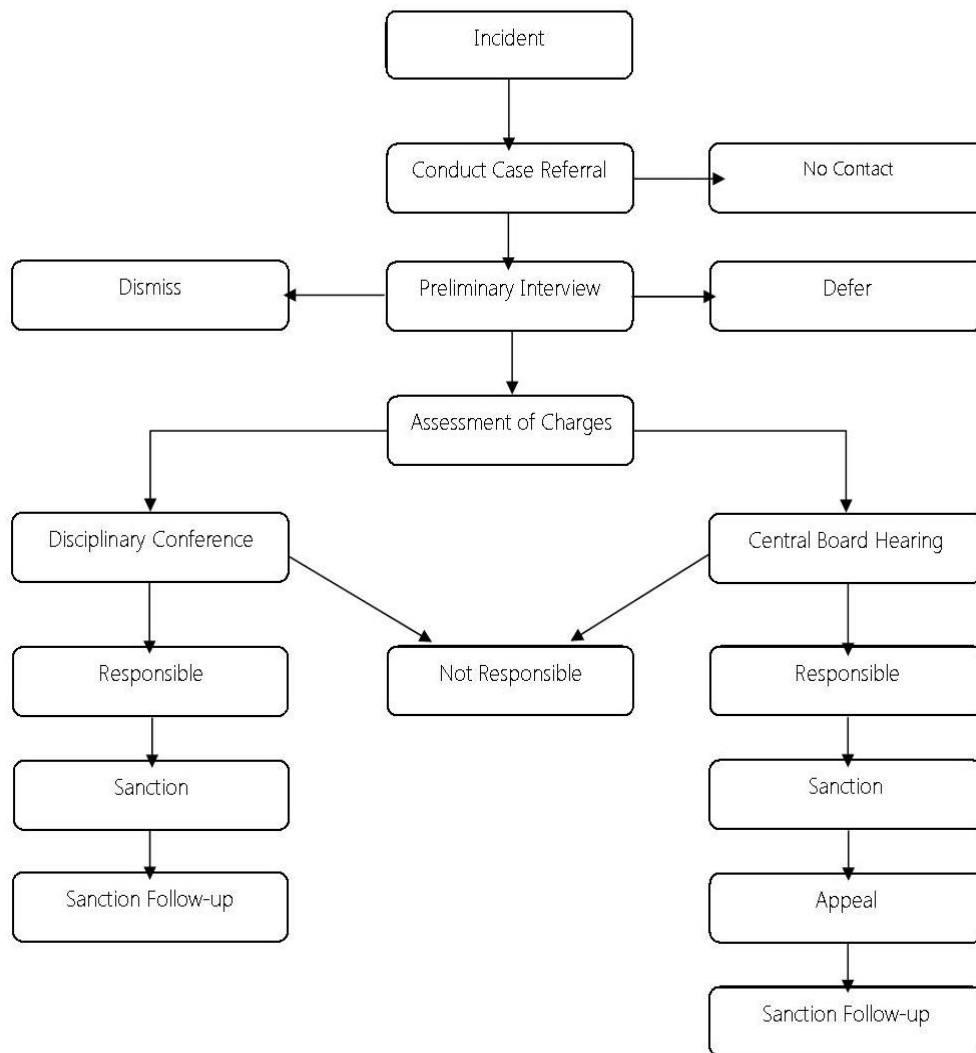 Incident
Conduct Case Referral
No Contact
Dismiss
Preliminary Interview
Defer
Assessment of Charges
Disciplinary Conference
Central Board Hearing
Responsible
Not Responsible
Responsible
Sanction
Sanction
Sanction Follow-up
Appeal
Sanction Follow-up